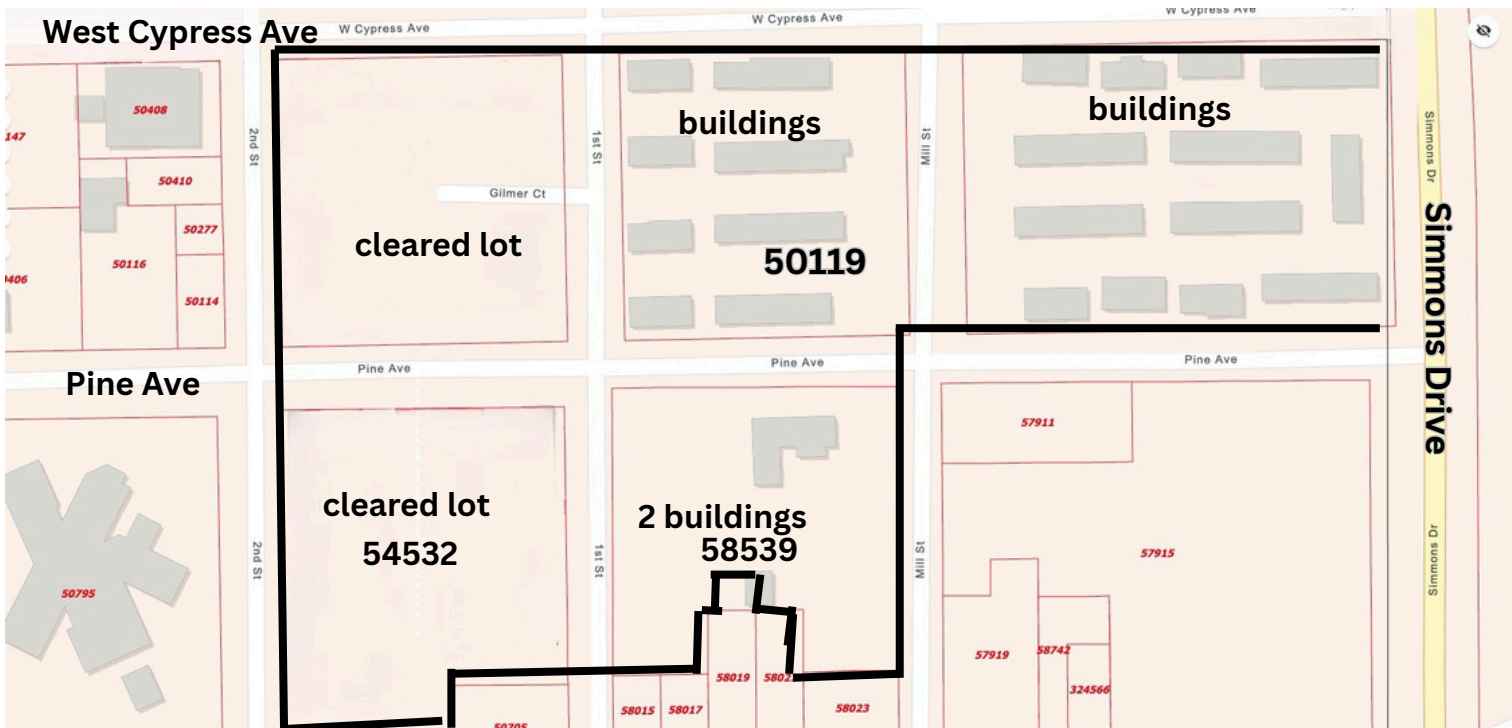 West Cypress Ave
W Cypress Ave
W Cypress Ave
W Cypress Ave
50408
147
2nd St
1st St
Mill St
Simmons Dr
buildings
buildings
50410
Gilmer Ct
50277
cleared lot
50119
50116
406
50114
Simmons Drive
Pine Ave
Pine Ave
Pine Ave
Pine Ave
57911
cleared lot
54532
2 buildings
58539
2nd St
1st St
Mill St
Simmons Dr
57915
50795
57919
58742
324566
58019
5802
58015
58017
58023
50705